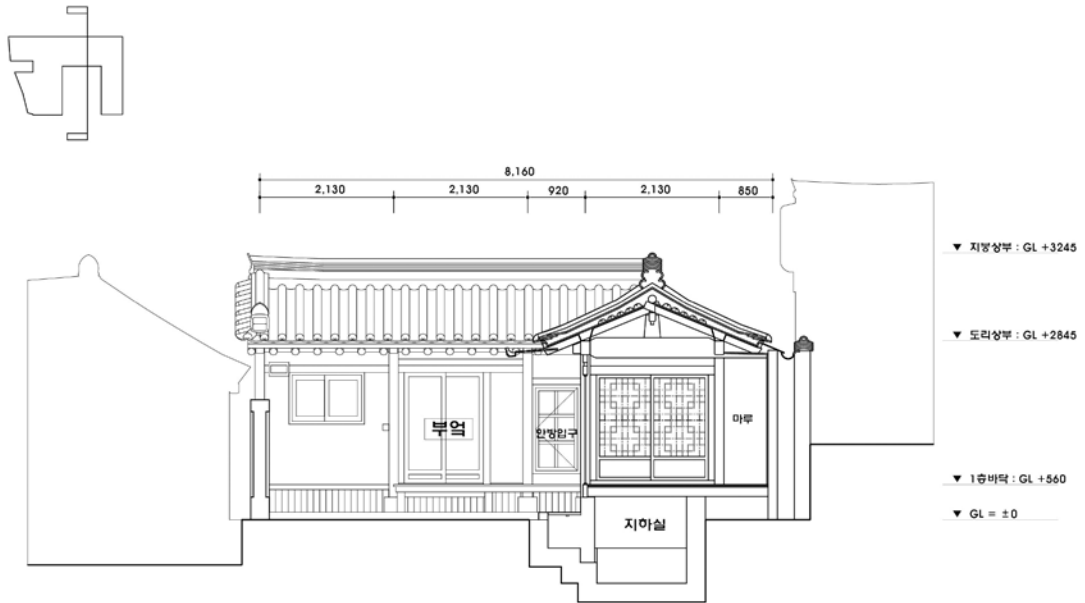 8,160
2,130 2,130 920 2,130 850
▼ 지붕상부 : GL +3245
▼ 도리상부 : GL +2845
부엌 안방입구 마루
▼ 1층바닥 : GL +560
▼ GL = ±0
지하실